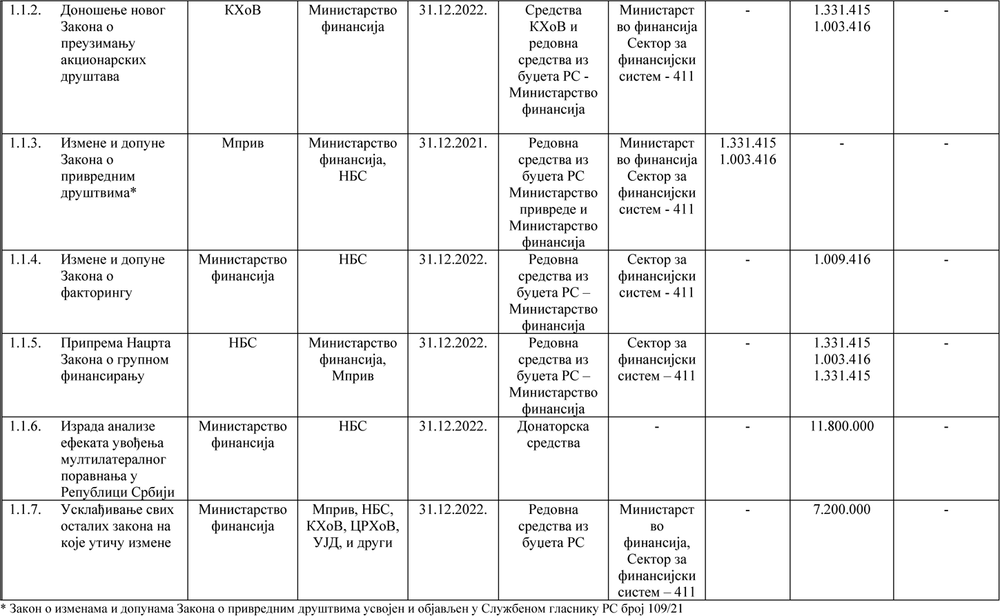 1.1.2. Доношење новог КХоВ Министарство 31.12.2022. Средства Министарст - 1.331.415 -
Закона о финансија КХоВ и во финансија 1.003.416
преузимању редовна Сектор за
акционарских средства из финансијски
друштава буџета РС - систем - 411
Министарство
финансија
1.1.3. Измене и допуне Мприв Министарство 31.12.2021. Редовна Министарст 1.331.415 - -
Закона о финансија, средства из во финансија 1.003.416
привредним НБС буџета РС Сектор за
друштвима* Министарство финансијски
привреде и систем - 411
Министарство
финансија
1.1.4. Измене и допуне Министарство НБС 31.12.2022. Редовна Сектор за - 1.009.416 -
Закона о финансија средства из финансијски
факторингу буџета РС – систем - 411
Министарство
финансија
1.1.5. Припрема Нацрта НБС Министарство 31.12.2022. Редовна Сектор за - 1.331.415 -
Закона о групном финансија, средства из финансијски 1.003.416
финансирању Мприв буџета РС – систем – 411 1.331.415
Министарство
финансија
1.1.6. Израда анализе Министарство НБС 31.12.2022. Донаторска - - 11.800.000 -
ефеката увођења финансија средства
мултилатералног
поравнања у
Републици Србији
1.1.7. Усклађивање свих Министарство Мприв, НБС, 31.12.2022. Редовна Министарст - 7.200.000 -
осталих закона на финансија КХоВ, ЦРХоВ, средства из во
које утичу измене УЈД, и други буџета РС финансија,
Сектор за
финансијски
систем – 411
* Закон о изменама и допунама Закона о привредним друштвима усвојен и објављен у Службеном гласнику РС број 109/21